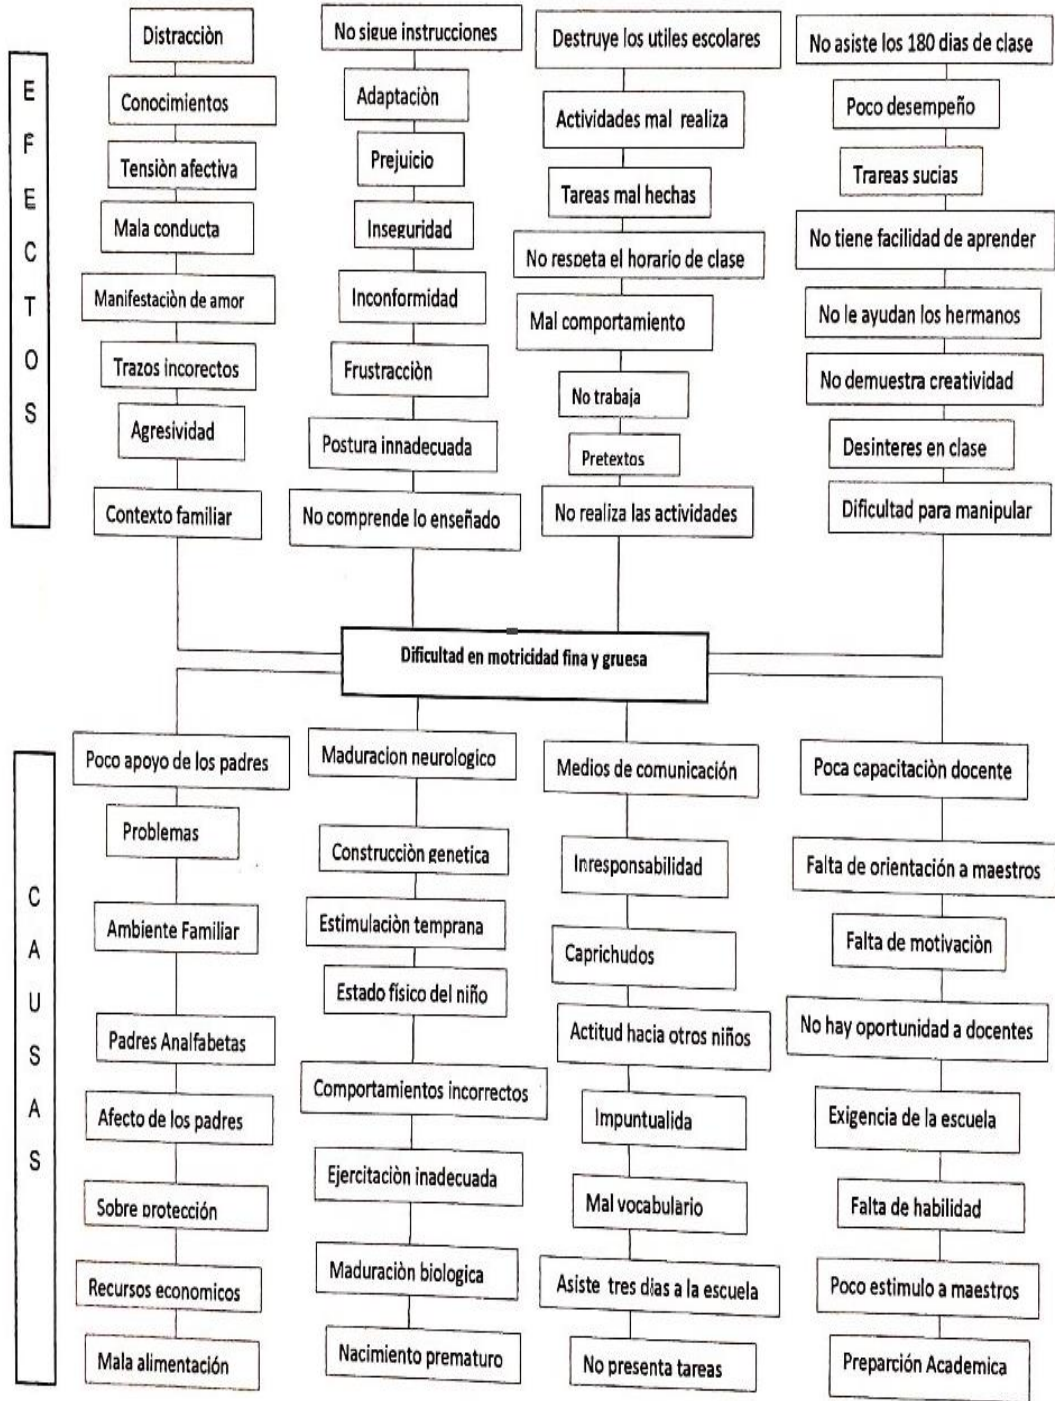 EFECTOS
Distracciòn
Conocimientos
Tensiòn afectiva
Mala conducta
Manifestaciòn de amor
Trazos incorectos
Agresividad
Contexto familiar
No sigue instrucciones
Adaptaciòn
Prejuicio
Inseguridad
Inconformidad
Frustracciòn
Postura innadecuada
No comprende lo enseñado
Destruye los utiles escolares
Actividades mal realiza
Tareas mal hechas
No respeta el horario de clase
Mal comportamiento
No trabaja
Pretextos
No realiza las actividades
No asiste los 180 dias de clase
Poco desempeño
Trareas sucias
No tiene facilidad de aprender
No le ayudan los hermanos
No demuestra creatividad
Desinteres en clase
Dificultad para manipular
Dificultad en motricidad fina y gruesa
CAUSAS
Poco apoyo de los padres
Problemas
Ambiente Familiar
Padres Analfabetas
Afecto de los padres
Sobre protección
Recursos economicos
Mala alimentación
Maduracion neurologico
Construcciòn genetica
Estimulaciòn temprana
Estado físico del niño
Comportamientos incorrectos
Ejercitaciòn inadecuada
Maduraciòn biologica
Nacimiento prematuro
Medios de comunicación
Inresponsabilidad
Caprichudos
Actitud hacia otros niños
Impuntualida
Mal vocabulario
Asiste tres dias a la escuela
No presenta tareas
Poca capacitaciòn docente
Falta de orientación a maestros
Falta de motivaciòn
No hay oportunidad a docentes
Exigencia de la escuela
Falta de habilidad
Poco estimulo a maestros
Preparción Academica